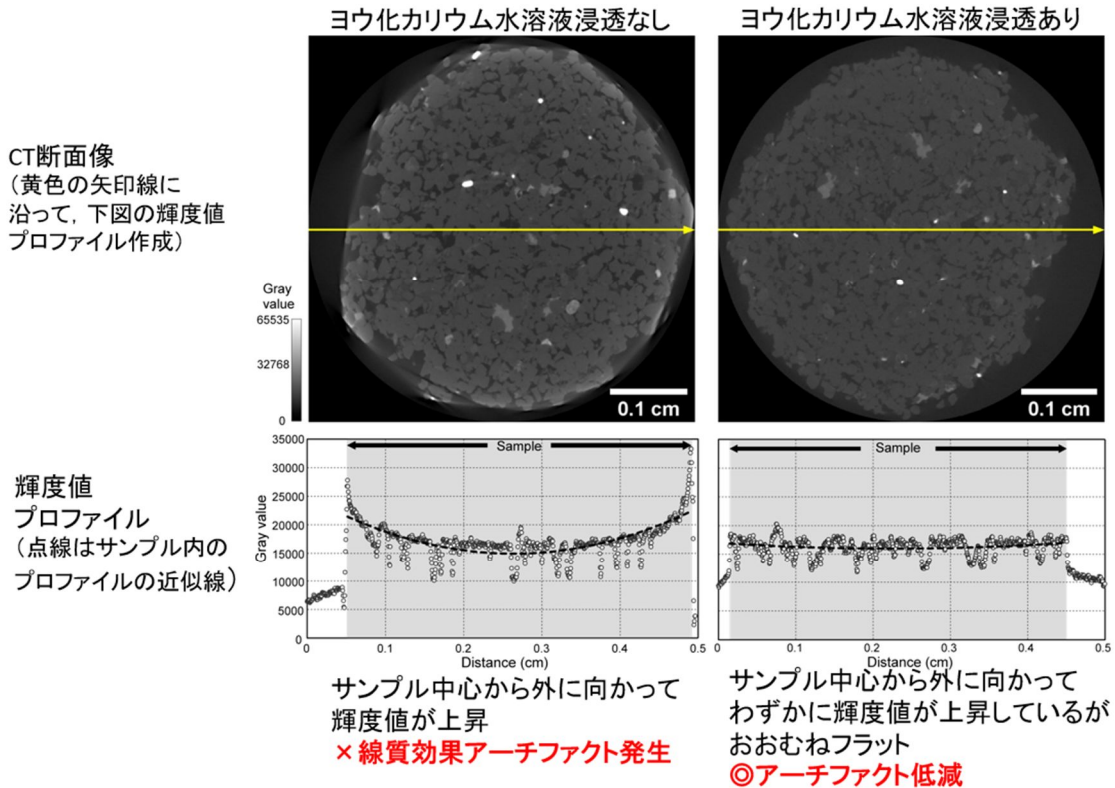 ヨウ化カリウム水溶液浸透なし
ヨウ化カリウム水溶液浸透あり
CT断面像
（黄色の矢印線に
沿って，下図の輝度値
プロファイル作成）
Gray
value
65535
32768
0
0.1 cm
0.1 cm
輝度値
プロファイル
（点線はサンプル内の
プロファイルの近似線）
Gray value
35000
30000
25000
20000
15000
10000
5000
0
Sample
0.1
0.2
0.3
0.4
0.5
Distance (cm)
Sample
0
0.1
0.2
0.3
0.4
0.5
Distance (cm)
サンプル中心から外に向かって
輝度値が上昇
×線質効果アーチファクト発生
サンプル中心から外に向かって
わずかに輝度値が上昇しているが
おおむねフラット
◎アーチファクト低減